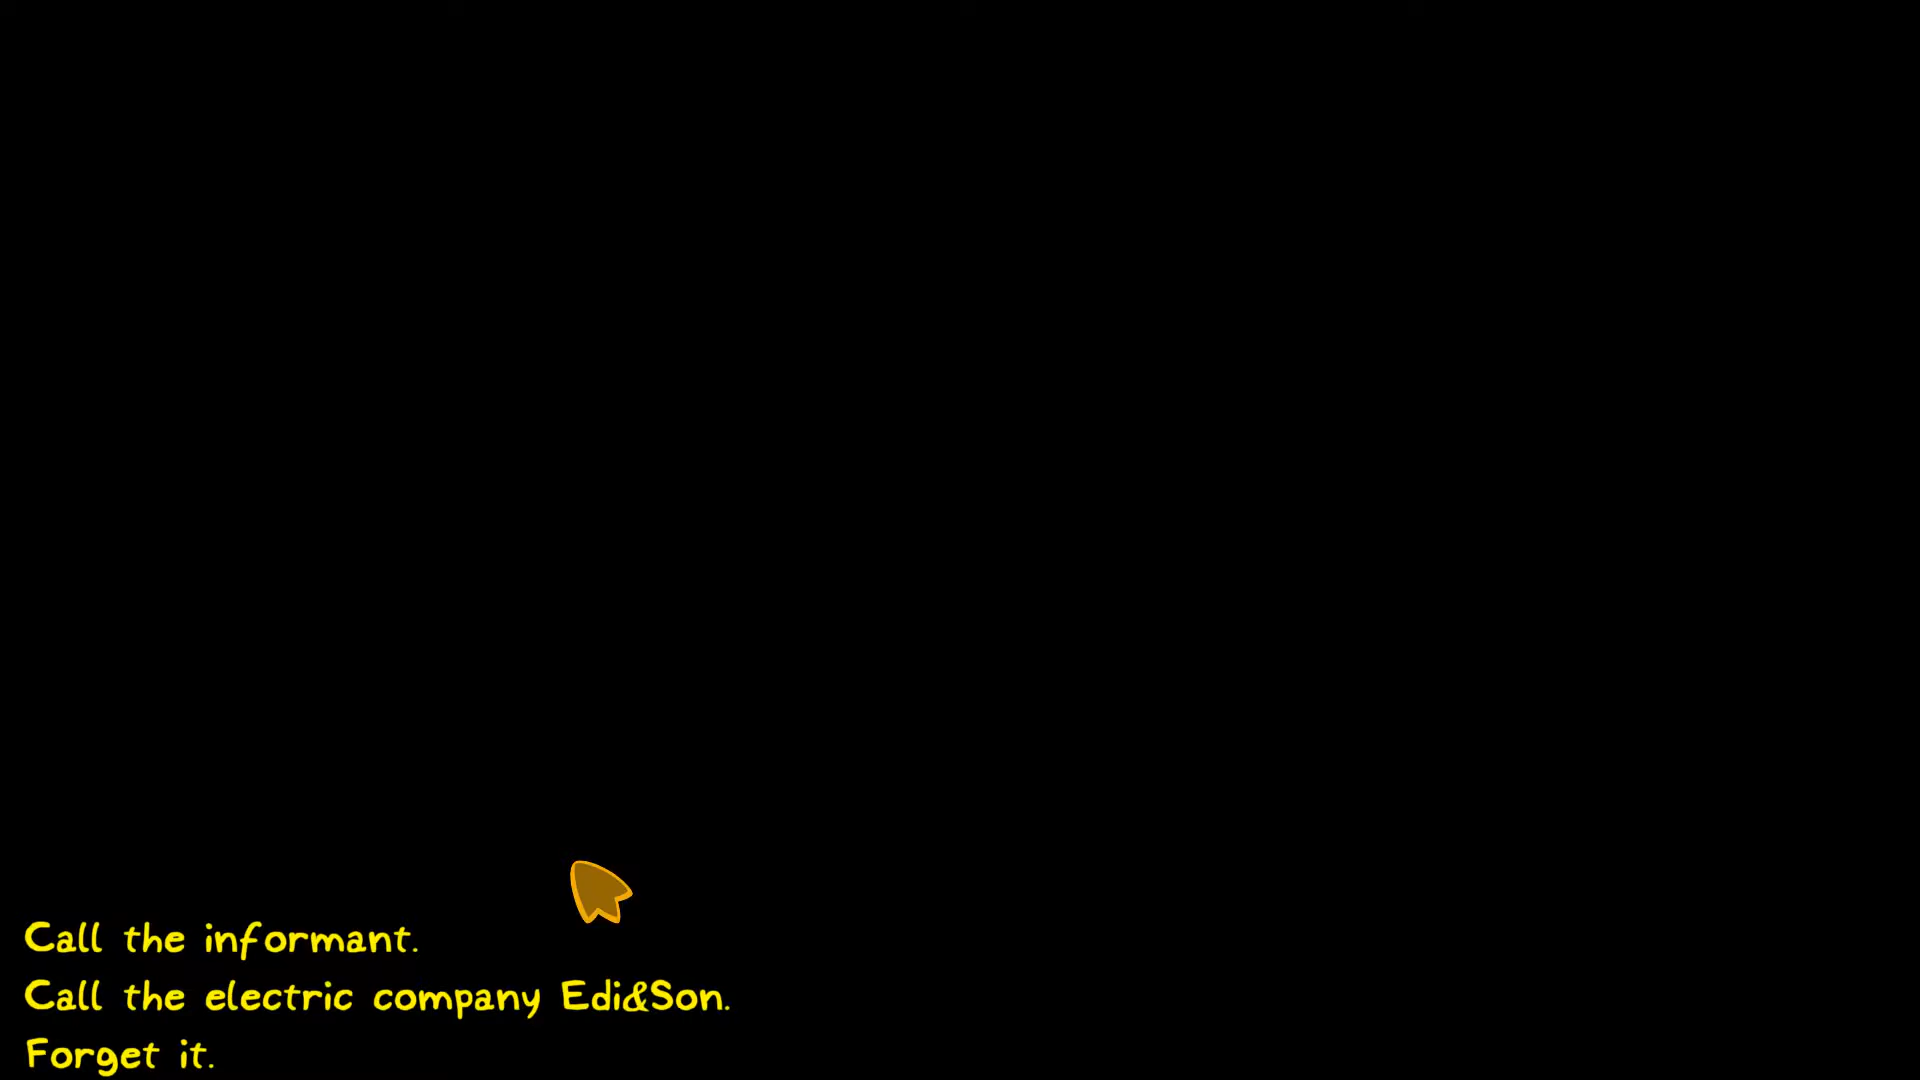 Call the informant.
Call the electric company Edi&Son.
Forget it.